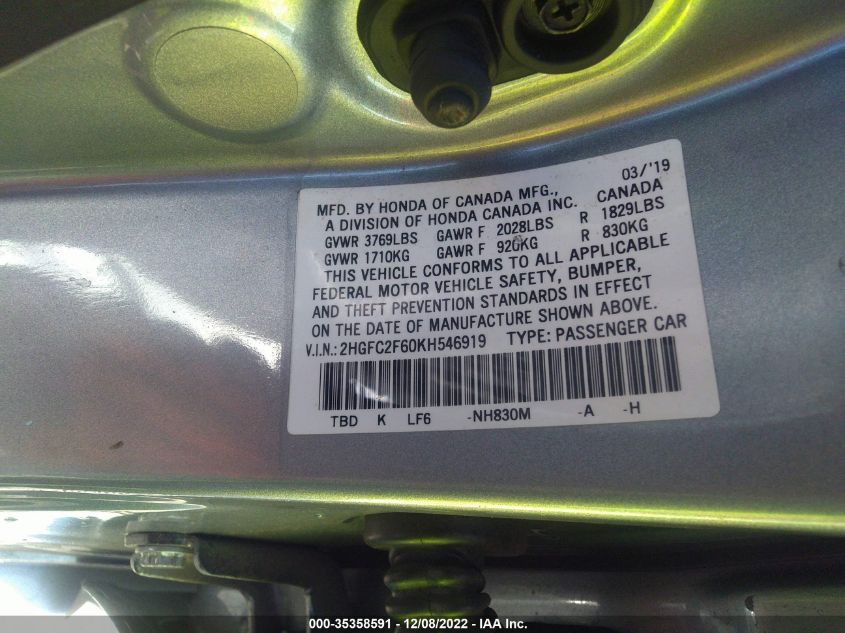 03/'19
MFD. BY HONDA OF CANADA MFG.,
A DIVISION OF HONDA CANADA INC. CANADA
GVWR 3769LBS GAWR F 2028LBS R 1829LBS
GVWR 1710KG GAWR F 920KG R 830KG
THIS VEHICLE CONFORMS TO ALL APPLICABLE
FEDERAL MOTOR VEHICLE SAFETY, BUMPER,
AND THEFT PREVENTION STANDARDS IN EFFECT
ON THE DATE OF MANUFACTURE SHOWN ABOVE.
V.I.N.: 2HGFC2F60KH546919 TYPE: PASSENGER CAR
TBD K LF6 -NH830M -A -H
000-35358591 - 12/08/2022 - IAA Inc.